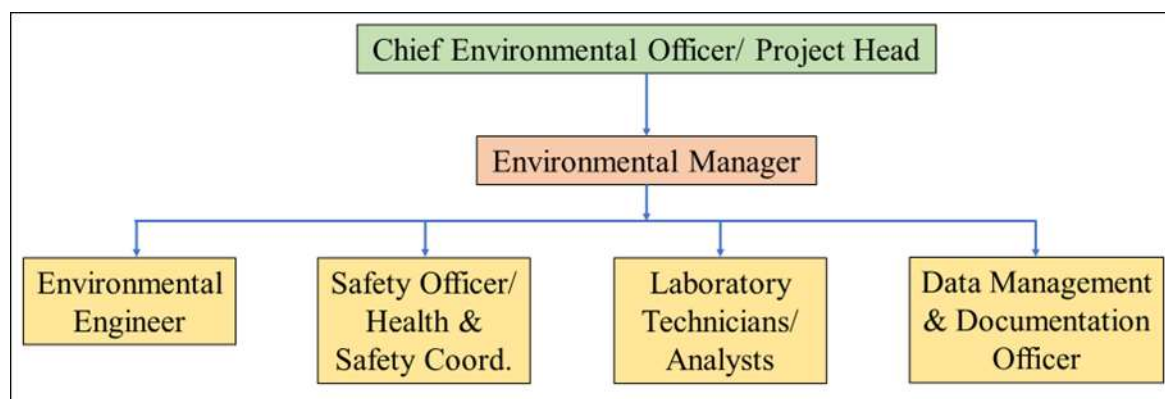 Chief Environmental Officer/ Project Head
Environmental Manager
Environmental
Engineer
Safety Officer/
Health &
Safety Coord.
Laboratory
Technicians/
Analysts
Data Management
& Documentation
Officer